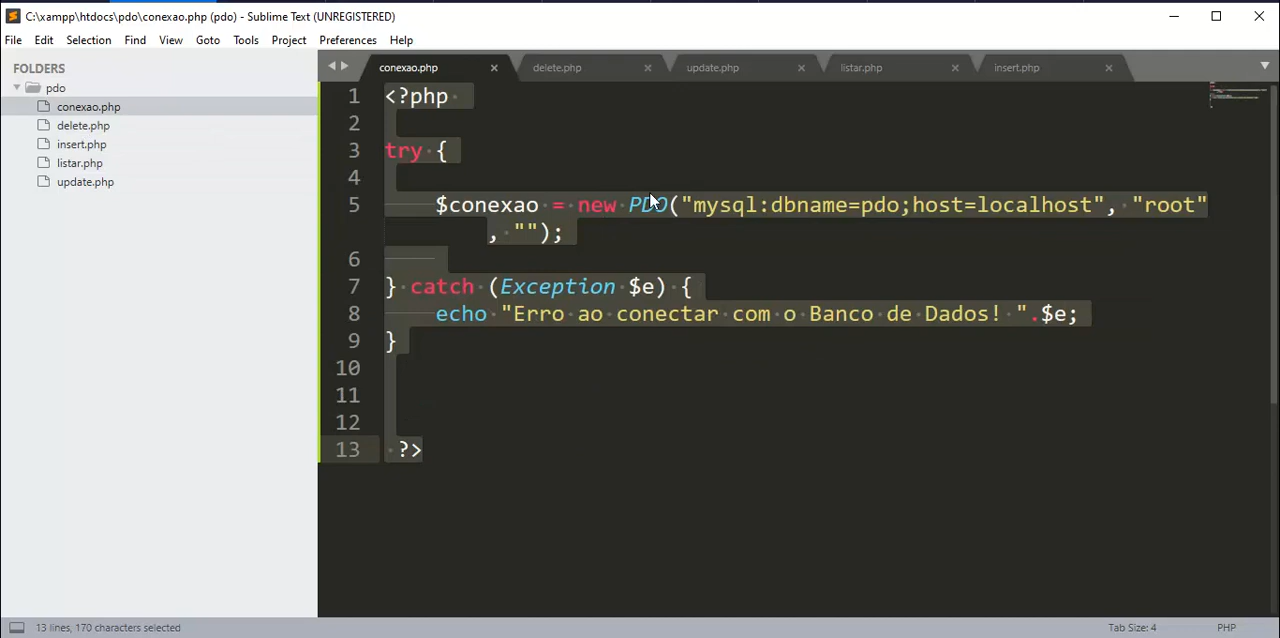 C:\xampp\htdocs\pdo\conexao.php (pdo) - Sublime Text (UNREGISTERED)
File Edit Selection Find View Goto Tools Project Preferences Help
FOLDERS
pdo
conexao.php
delete.php
insert.php
listar.php
update.php
conexao.php delete.php update.php listar.php insert.php
1 <?php
2
3 try {
4
5 $conexao = new PDO("mysql:dbname=pdo;host=localhost", "root"
, "");
6
7 } catch (Exception $e) {
8 echo "Erro ao conectar com o Banco de Dados! ".$e;
9 }
10
11
12
13 ?>
13 lines, 170 characters selected
Tab Size: 4 PHP